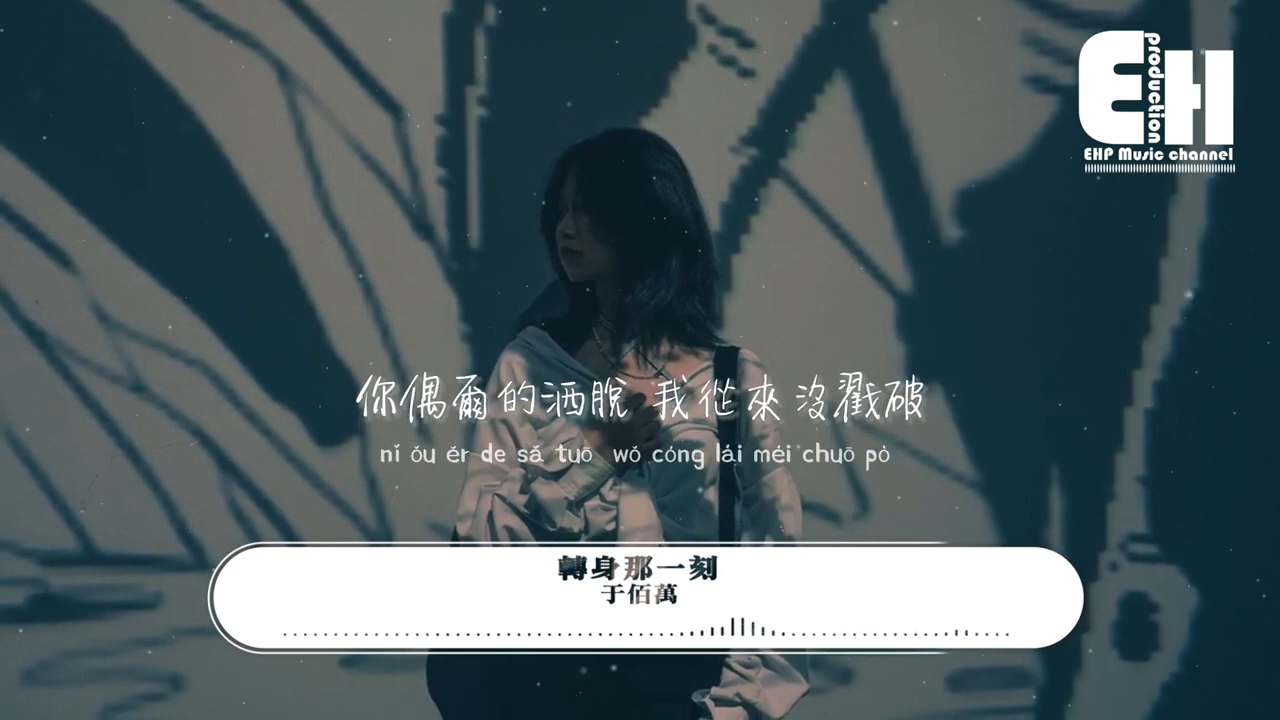 EH
production
EHP Music channel
你偶爾的洒脫 我從來沒戳破
nǐ ǒu ěr de sǎ tuō wǒ cóng lái méi chuō pò
轉身那一刻
于佰萬